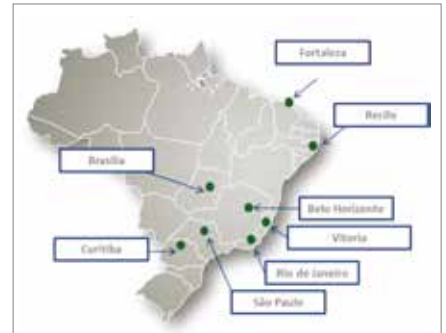 Fortaleza
Recife
Brasília
Belo Horizonte
Vitoria
Curitiba
Rio de Janeiro
São Paulo